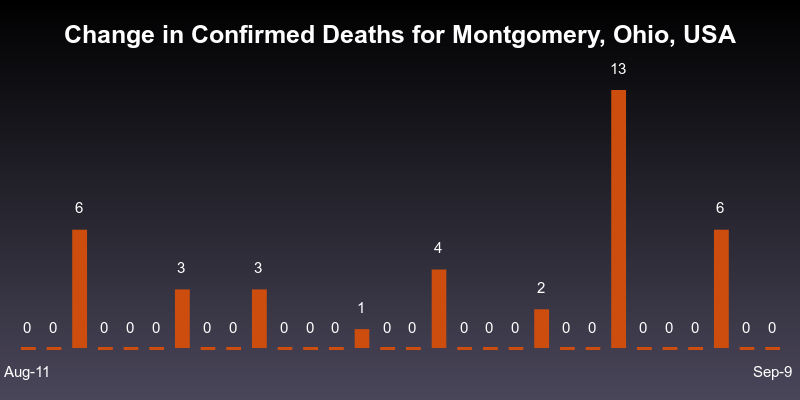 Change in Confirmed Deaths for Montgomery, Ohio, USA
0 0 6 0 0 0 3 0 0 3 0 0 0 1 0 0 4 0 0 0 2 0 0 13 0 0 0 6 0 0
Aug-11 Sep-9